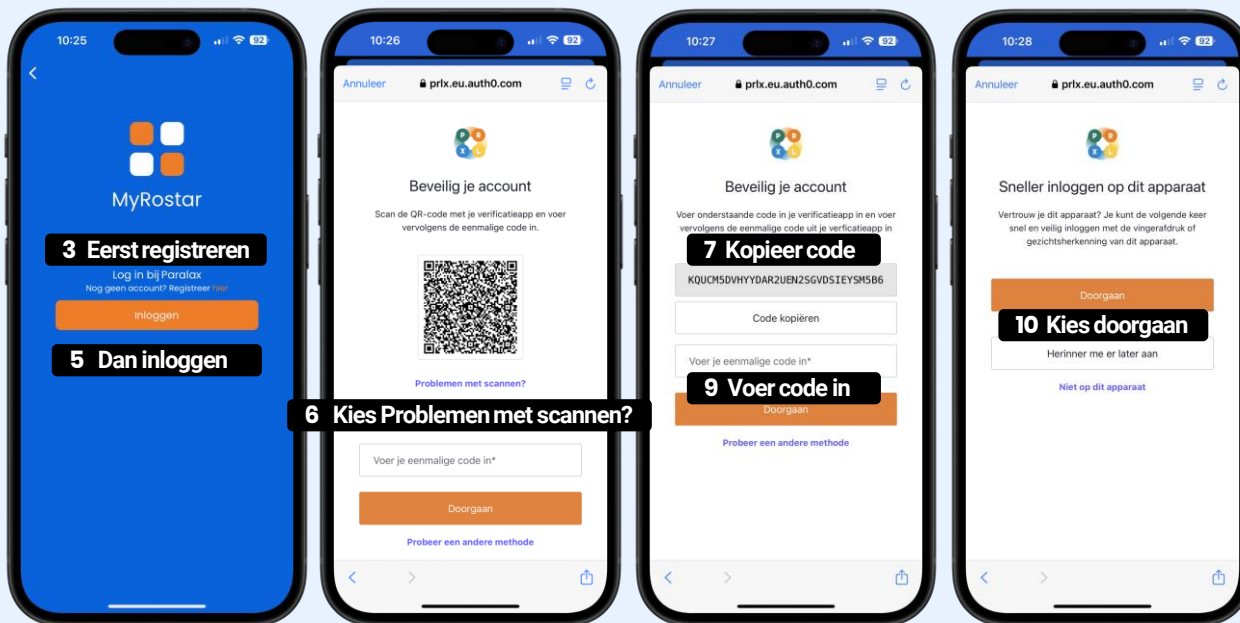 10:25
92
MyRostar
3 Eerst registreren
Log in bij Paralax
Nog geen account? Registreer hier
Inloggen
5 Dan inloggen
10:26
92
Annuleer
prlx.eu.auth0.com
P R
X L
Beveilig je account
Scan de QR-code met je verificatieapp en voer
vervolgens de eenmalige code in.
Problemen met scannen?
6 Kies Problemen met scannen?
Voer je eenmalige code in*
Doorgaan
Probeer een andere methode
10:27
92
Annuleer
prlx.eu.auth0.com
P R
X L
Beveilig je account
Voer onderstaande code in je verificatieapp in en voer
vervolgens de eenmalige code uit je verficatieapp in
7 Kopieer code
KQUCM5DVHYYDAR2UEN2SGVDSIEYSM5B6
Code kopiëren
Voer je eenmalige code in*
9 Voer code in
Doorgaan
Probeer een andere methode
10:28
92
Annuleer
prlx.eu.auth0.com
P R
X L
Sneller inloggen op dit apparaat
Vertrouw je dit apparaat? Je kunt de volgende keer
snel en veilig inloggen met de vingerafdruk of
gezichtsherkenning van dit apparaat.
Doorgaan
10 Kies doorgaan
Herinner me er later aan
Niet op dit apparaat